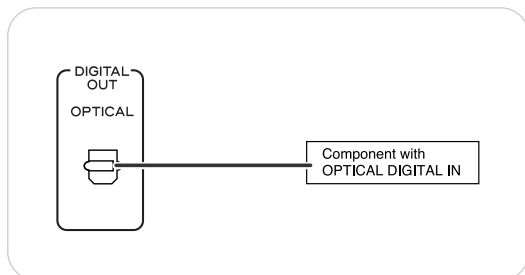 DIGITAL
OUT
OPTICAL
Component with
OPTICAL DIGITAL IN